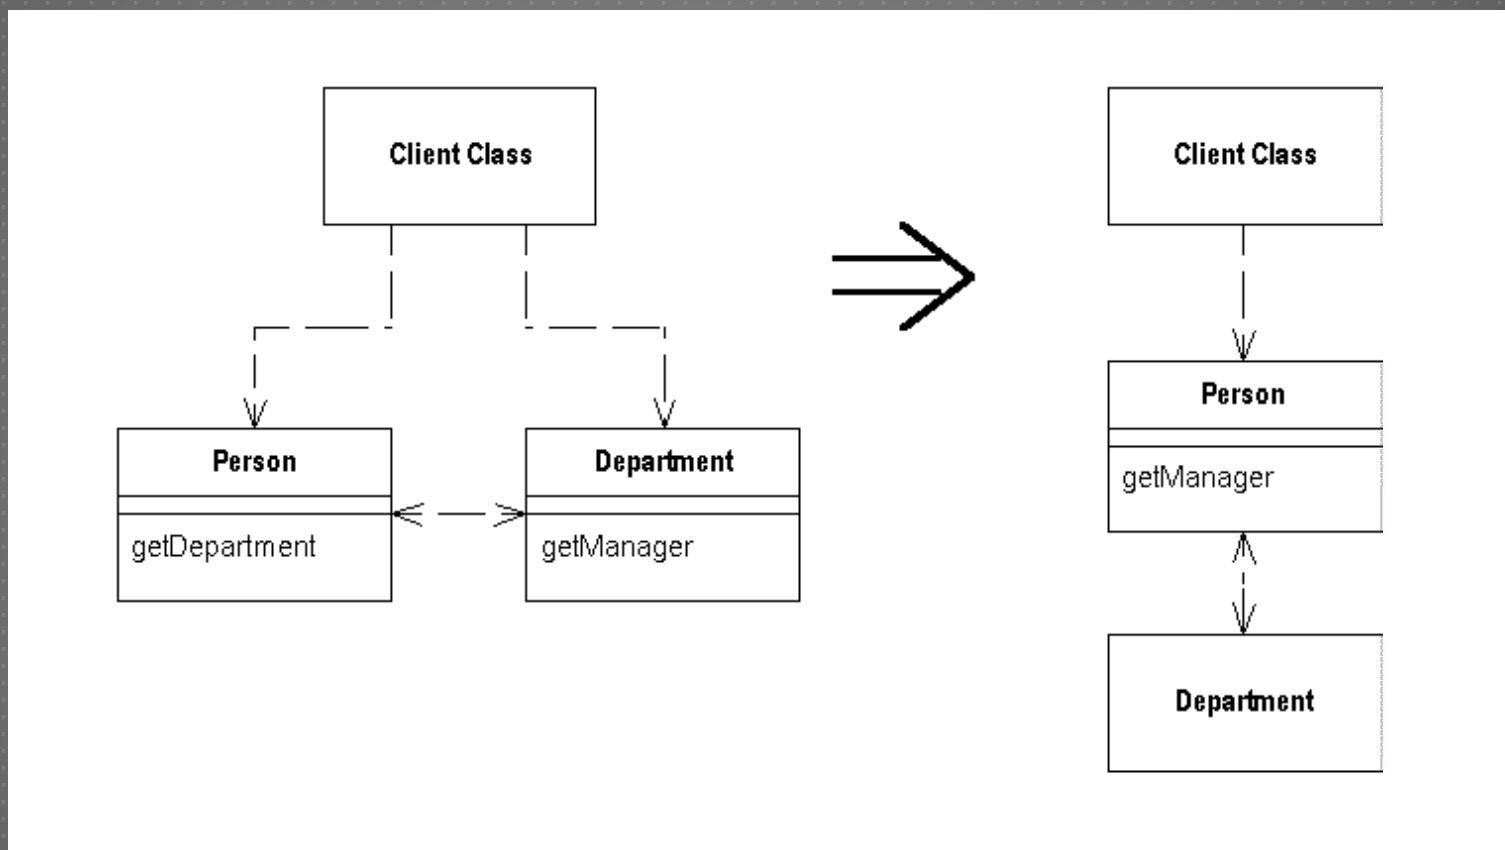 Client Class
Person
getDepartment
Department
getManager
Client Class
Person
getManager
Department